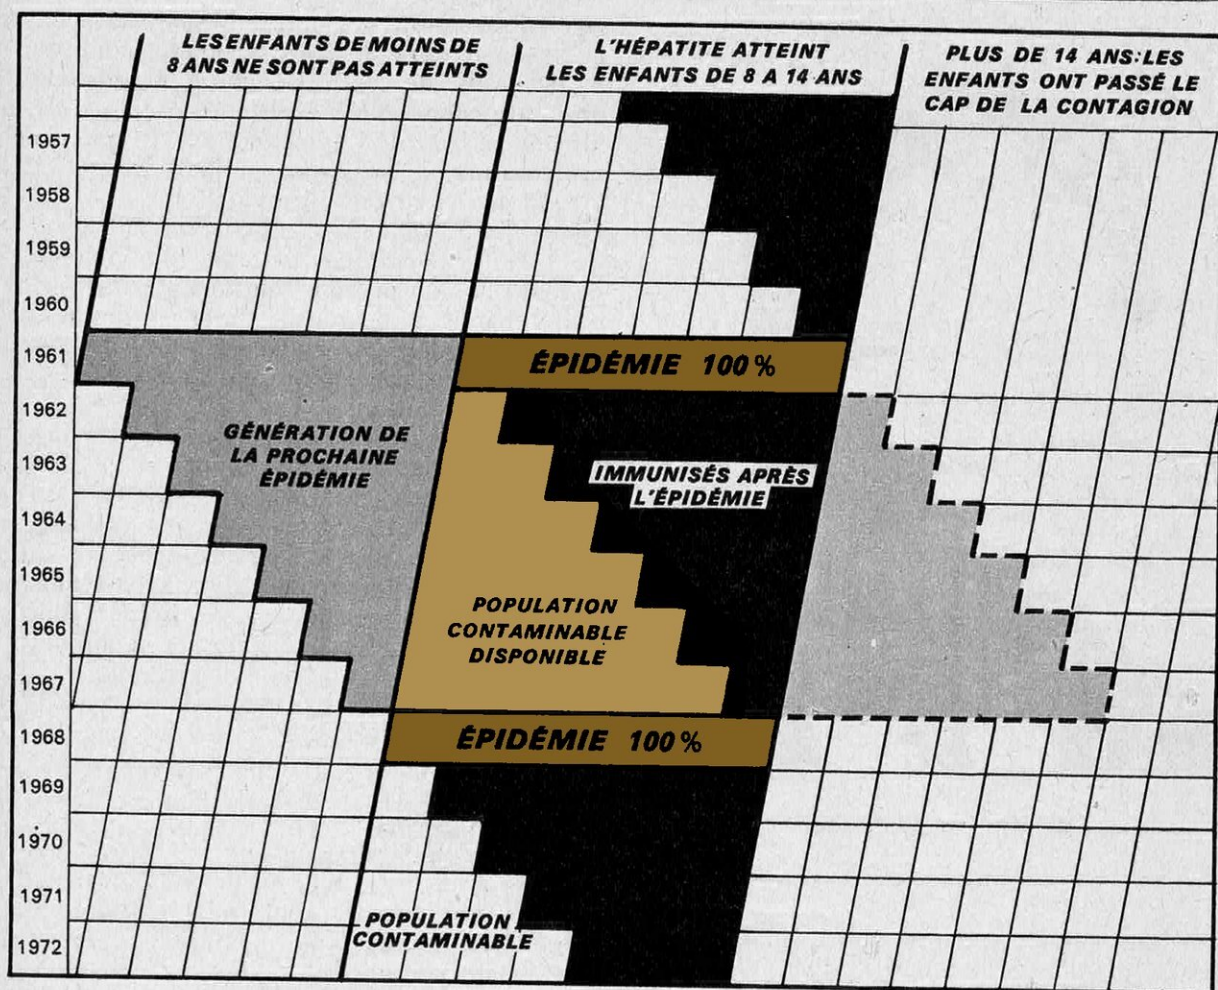 LES ENFANTS DE MOINS DE
8 ANS NE SONT PAS ATTEINTS
L'HÉPATITE ATTEINT
LES ENFANTS DE 8 A 14 ANS
PLUS DE 14 ANS: LES
ENFANTS ONT PASSÉ LE
CAP DE LA CONTAGION
1957
1958
1959
1960
1961
ÉPIDÉMIE 100 %
1962
GÉNÉRATION DE
LA PROCHAINE
ÉPIDÉMIE
1963
IMMUNISÉS APRÈS
L'ÉPIDÉMIE
1964
1965
POPULATION
CONTAMINABLE
DISPONIBLE
1966
1967
1968
ÉPIDÉMIE 100 %
1969
1970
1971
POPULATION
CONTAMINABLE
1972